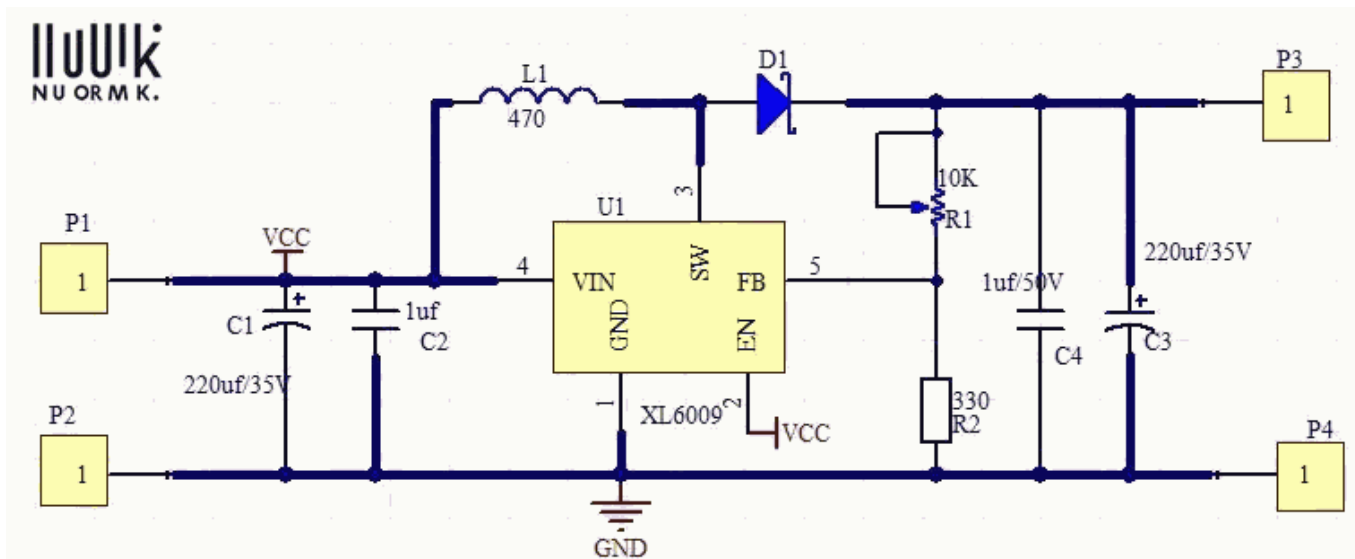 NUORMK.
L1
470
D1
P3
1
10K
R1
3
U1
P1
1
VCC
4
VIN
SW
FB
5
1uf/50V
220uf/35V
C1
1uf
C2
GND
EN
C4
C3
220uf/35V
P2
1
1
XL6009
2
VCC
330
R2
P4
1
GND